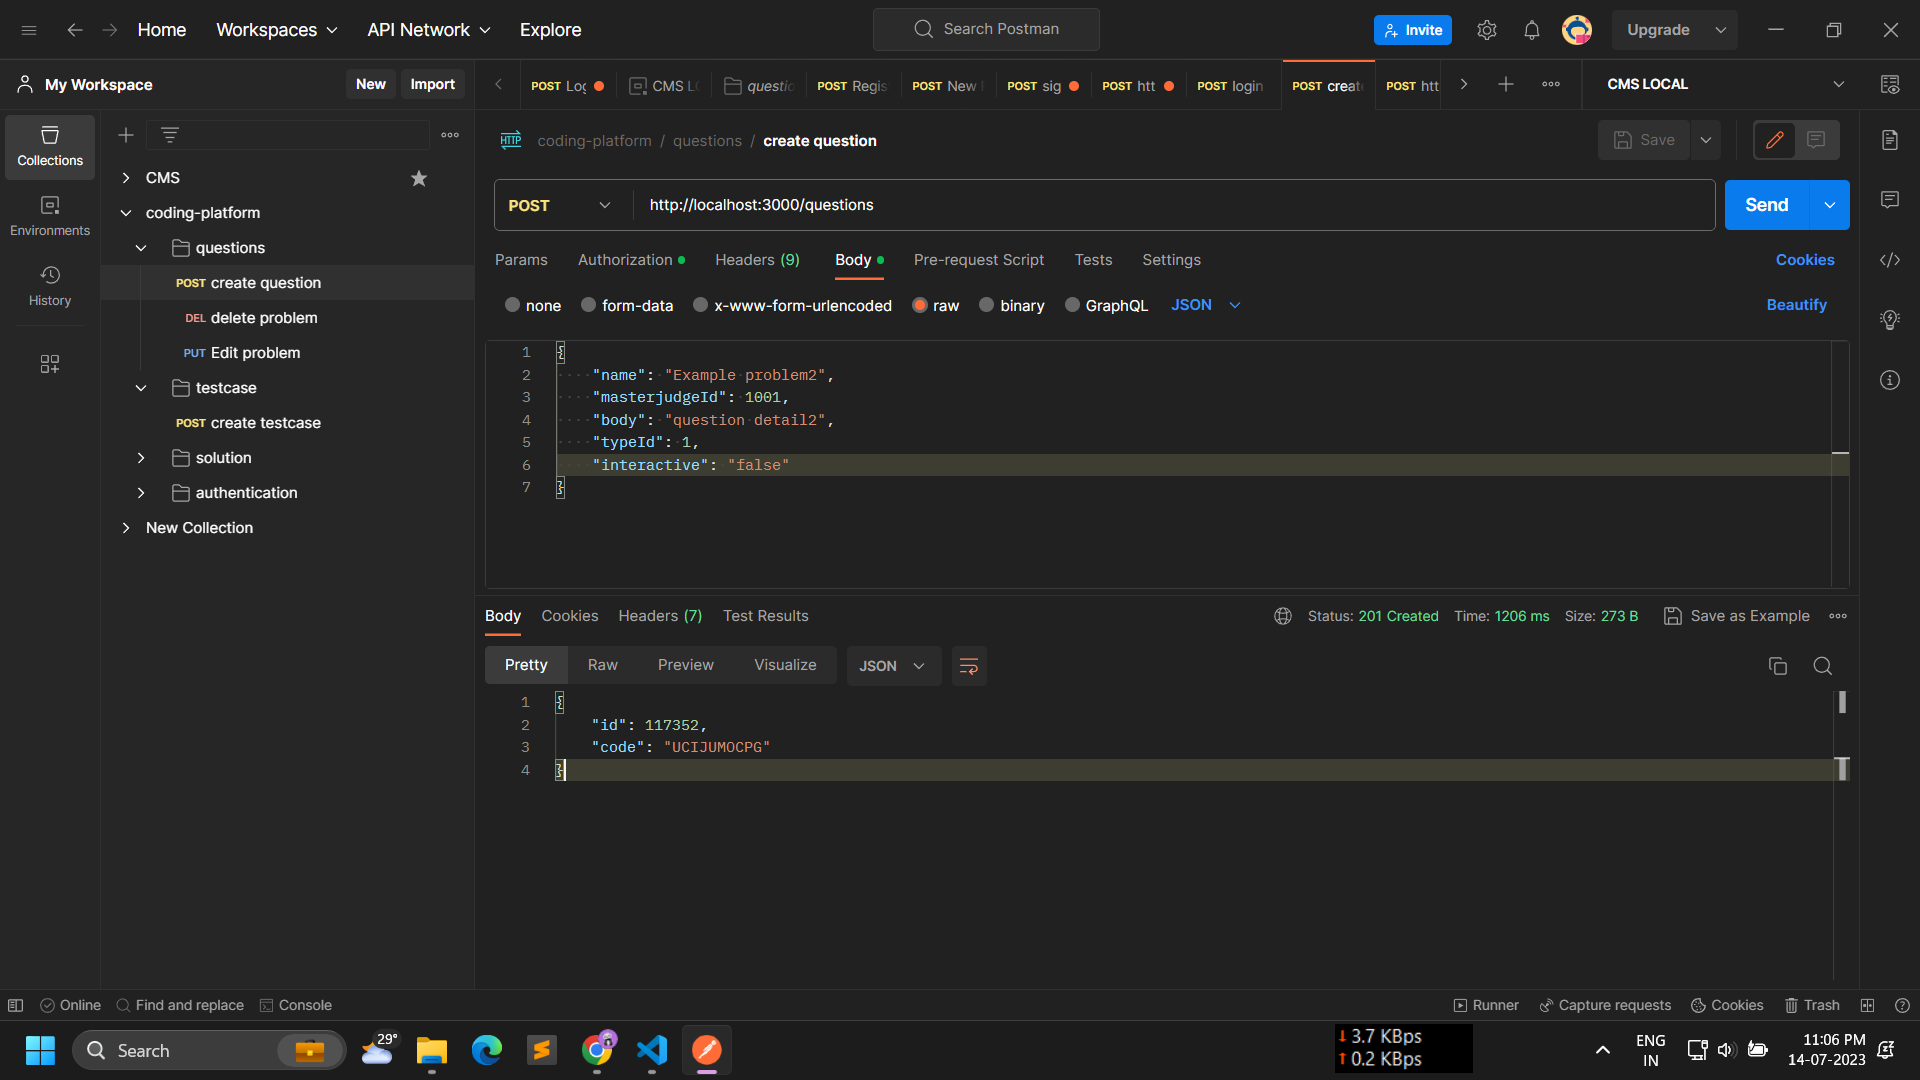 Home Workspaces API Network Explore
Search Postman
Invite
Upgrade
My Workspace
New Import
POST Log
CMS LO
questio
POST Regis
POST New
POST sig
POST htt
POST login
POST create
POST htt
CMS LOCAL
Collections
Environments
History
CMS
coding-platform
questions
POST create question
DEL delete problem
PUT Edit problem
testcase
POST create testcase
solution
authentication
New Collection
HTTP coding-platform / questions / create question
Save
POST http://localhost:3000/questions
Send
Params Authorization Headers (9) Body Pre-request Script Tests Settings
Cookies
none form-data x-www-form-urlencoded raw binary GraphQL JSON
Beautify
1 {
2 "name": "Example problem2",
3 "masterjudgeId": 1001,
4 "body": "question detail2",
5 "typeId": 1,
6 "interactive": "false"
7 }
Body Cookies Headers (7) Test Results
Status: 201 Created Time: 1206 ms Size: 273 B Save as Example
Pretty Raw Preview Visualize JSON
1 {
2 "id": 117352,
3 "code": "UCIJUMOCPG"
4 }
Online Find and replace Console
Runner Capture requests Cookies Trash
Search
29°
3.7 KBps
0.2 KBps
ENG
IN
11:06 PM
14-07-2023